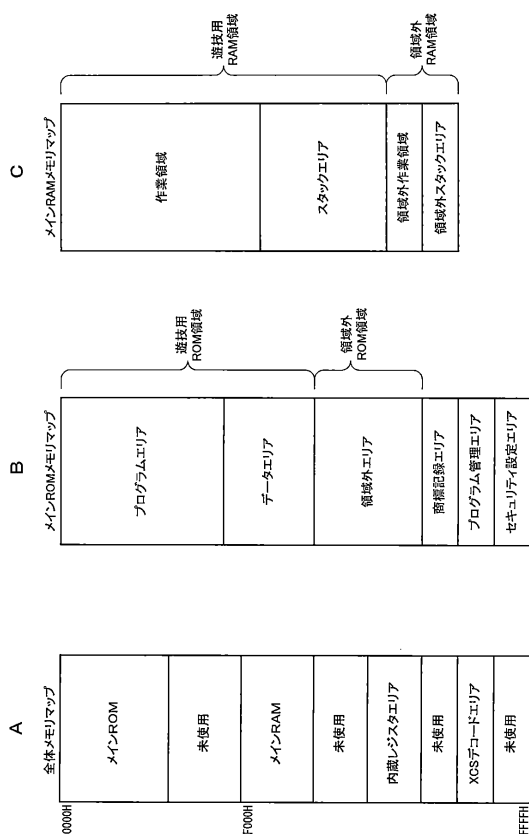 A
全体メモリマップ
0000H
メインROM
未使用
F000H
メインRAM
未使用
内蔵レジスタエリア
未使用
XCSデコードエリア
未使用
FFFFH
B
メインROMメモリマップ
プログラムエリア
データエリア
領域外エリア
商標記録エリア
プログラム管理エリア
セキュリティ設定エリア
遊技用
ROM領域
領域外
ROM領域
C
メインRAMメモリマップ
作業領域
スタックエリア
領域外作業領域
領域外スタックエリア
遊技用
RAM領域
領域外
RAM領域